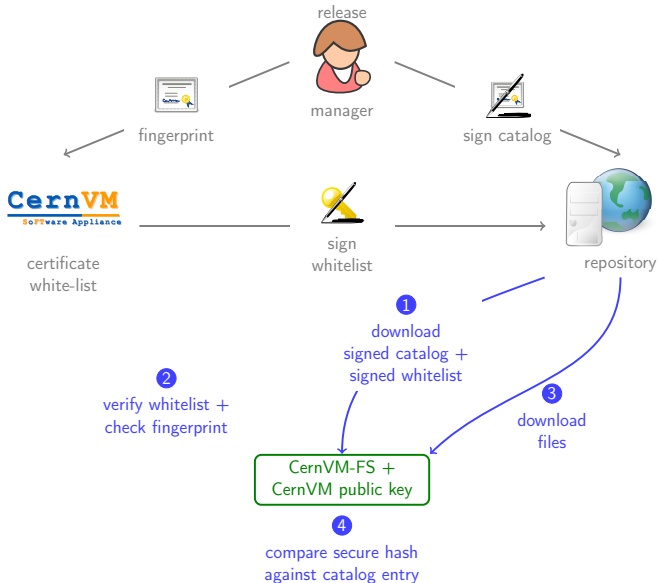 release
manager
fingerprint
sign catalog
CernVM
SoFTware Appliance
sign
whitelist
certificate
white-list
repository
1
download
signed catalog +
signed whitelist
2
verify whitelist +
check fingerprint
3
download
files
CernVM-FS +
CernVM public key
4
compare secure hash
against catalog entry